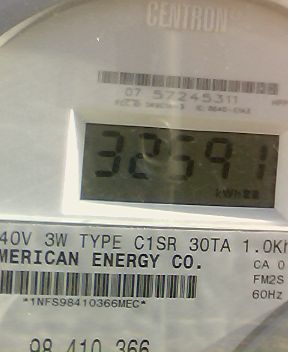 CENTRON
07 57245311
32591
kWh
40V 3W TYPE C1SR 30TA 1.0Kh
MERICAN ENERGY CO.
CA 0
FM2S
60Hz
*1NFS98410366MEC*
98 410 366